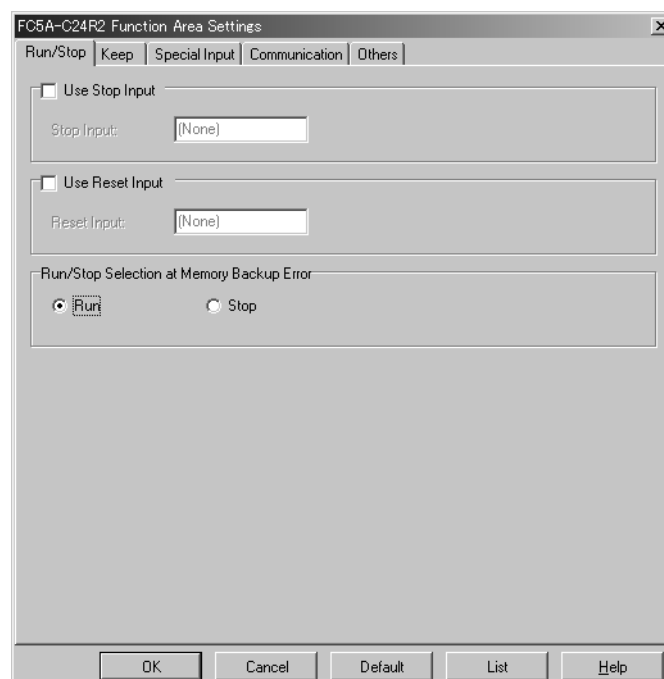 FC5A-C24R2 Function Area Settings
Run/Stop Keep Special Input Communication Others
Use Stop Input
Stop Input: (None)
Use Reset Input
Reset Input: (None)
Run/Stop Selection at Memory Backup Error
Run Stop
OK Cancel Default List Help